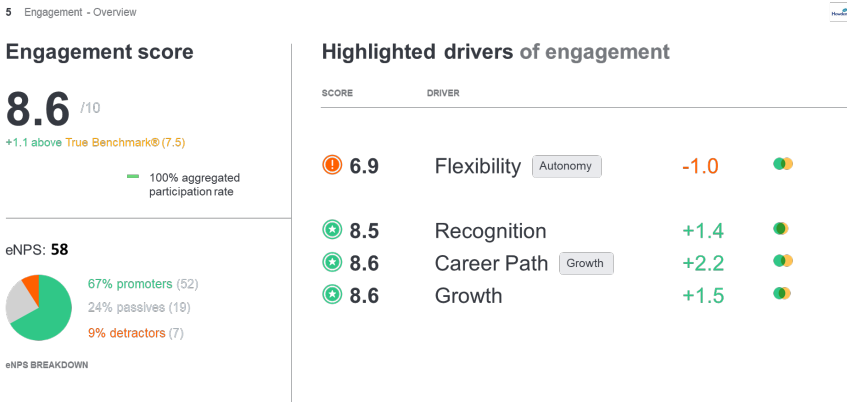 5 Engagement - Overview
Engagement score
8.6 /10
+1.1 above True Benchmark® (7.5)
100% aggregated
participation rate
eNPS: 58
67% promoters (52)
24% passives (19)
9% detractors (7)
eNPS BREAKDOWN
Highlighted drivers of engagement
SCORE DRIVER
6.9 Flexibility Autonomy -1.0
8.5 Recognition +1.4
8.6 Career Path Growth +2.2
8.6 Growth +1.5